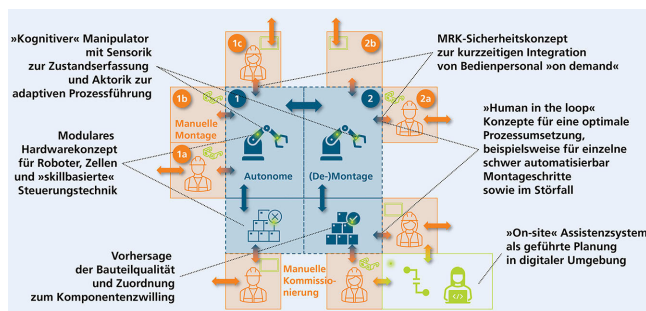 »Kognitiver« Manipulator
mit Sensorik
zur Zustandserfassung
und Aktorik zur
adaptiven Prozessführung
1c
2b
MRK-Sicherheitskonzept
zur kurzzeitigen Integration
von Bedienpersonal »on demand«
1b
1
2
2a
Manuelle
Montage
Modulares
Hardwarekonzept
für Roboter, Zellen
und »skillbasierte«
Steuerungstechnik
1a
Autonome
(De-)Montage
»Human in the loop«
Konzepte für eine optimale
Prozessumsetzung,
beispielsweise für einzelne
schwer automatisierbar
Montageschritte
sowie im Störfall
Vorhersage
der Bauteilqualität
und Zuordnung
zum Komponentenzwilling
Manuelle
Kommissio-
nierung
»On-site« Assistenzsystem
als geführte Planung
in digitaler Umgebung